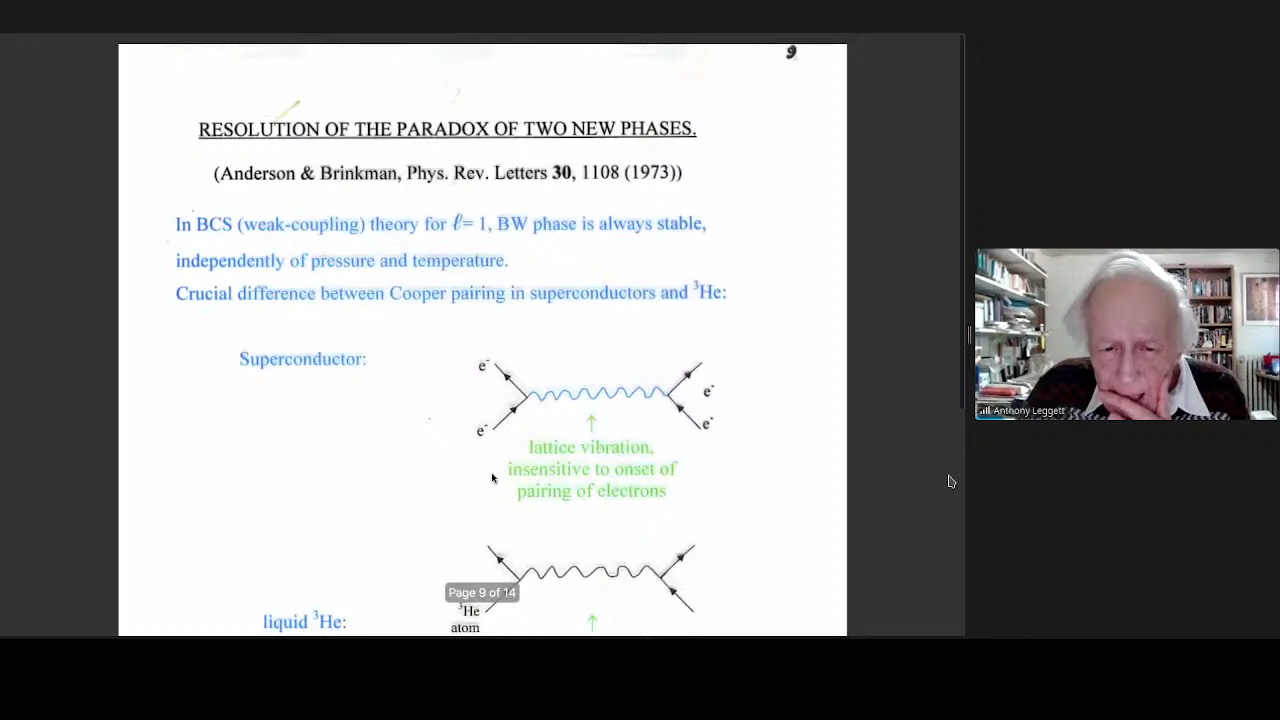 9
RESOLUTION OF THE PARADOX OF TWO NEW PHASES.
(Anderson & Brinkman, Phys. Rev. Letters 30, 1108 (1973))
In BCS (weak-coupling) theory for ℓ= 1, BW phase is always stable,
independently of pressure and temperature.
Crucial difference between Cooper pairing in superconductors and ³He:
Superconductor:
e⁻
e⁻
e⁻
e⁻
↑
lattice vibration,
insensitive to onset of
pairing of electrons
Page 9 of 14
³He
atom
liquid ³He:
↑
Anthony Leggett